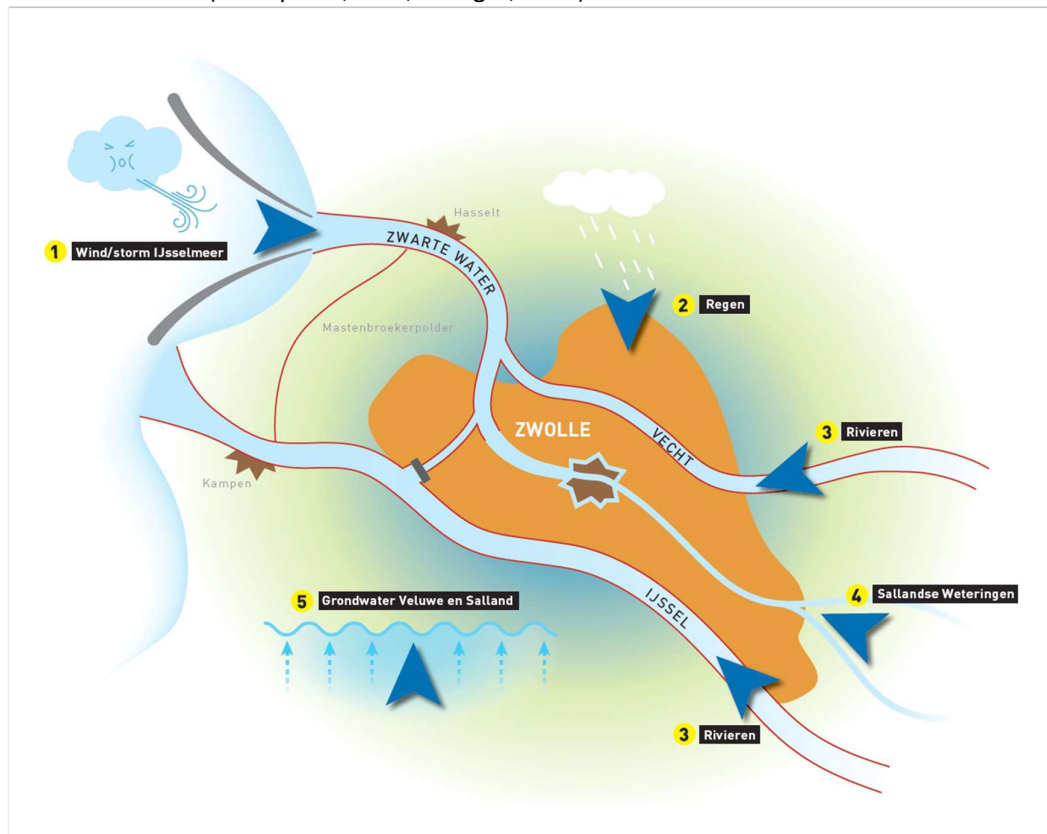 Hasselt
ZWARTE WATER
1 Wind/storm IJsselmeer
2 Regen
Mastenbroekerpolder
ZWOLLE
VECHT
3 Rivieren
Kampen
5 Grondwater Veluwe en Salland
IJSSEL
4 Sallandse Weteringen
3 Rivieren